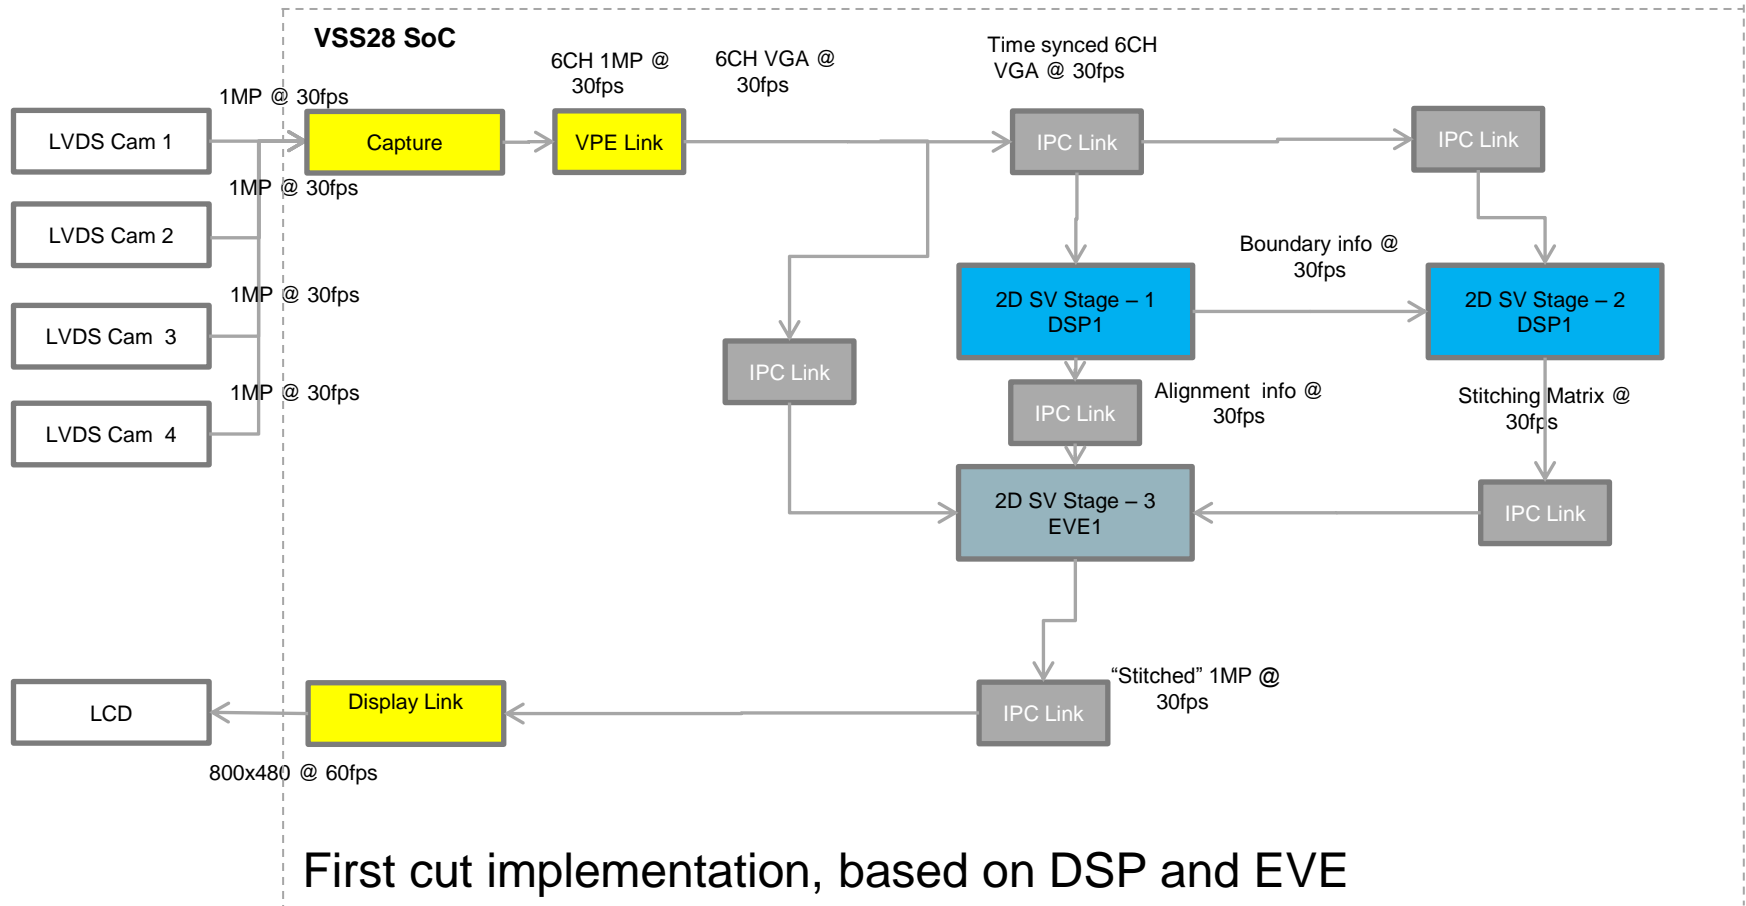 VSS28 SoC
6CH 1MP @
30fps
6CH VGA @
30fps
Time synced 6CH
VGA @ 30fps
1MP @ 30fps
LVDS Cam 1
Capture
VPE Link
IPC Link
IPC Link
1MP @ 30fps
LVDS Cam 2
Boundary info @
30fps
1MP @ 30fps
2D SV Stage – 1
DSP1
2D SV Stage – 2
DSP1
LVDS Cam  3
IPC Link
1MP @ 30fps
IPC Link
Alignment  info @
30fps
Stitching Matrix @
30fps
LVDS Cam  4
2D SV Stage – 3
EVE1
IPC Link
“Stitched” 1MP @
30fps
LCD
Display Link
IPC Link
800x480 @ 60fps
First cut implementation, based on DSP and EVE